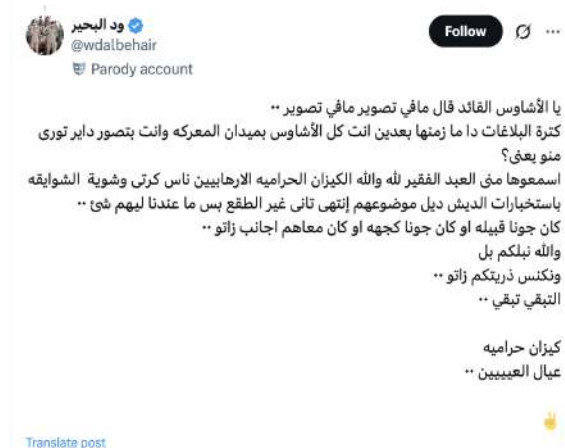 ود البحير
@wdalbehair
Parody account
Follow
يا الأشاوس القائد قال مافي تصوير مافي تصوير ••
كترة البلاغات دا ما زمنها بعدين انت كل الأشاوس بميدان المعركه وانت بتصور داير تورى
منو يعنى؟
اسمعوها منى العبد الفقير لله والله الكيزان الحراميه الارهابيين ناس كرتى وشوية الشوايقه
باستخبارات الديش ديل موضوعهم إنتهى تانى غير الطقع بس ما عندنا ليهم شئ ••
كان جونا قبيله او كان جونا كجهه او كان معاهم اجانب زاتو ••
والله نبلكم بل
ونكنس ذريتكم زاتو ••
التبقي تبقي ••
كيزان حراميه
عيال العيييين ••
✌️
Translate post